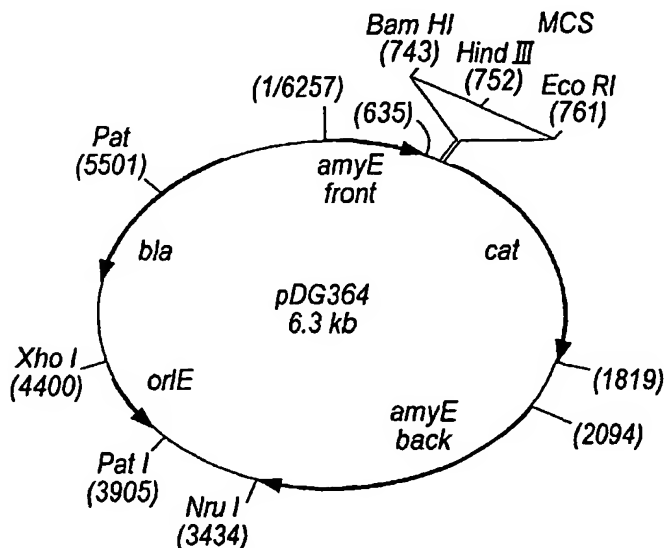 Bam HI MCS
(743) Hind III
(752) Eco RI
(761)
(1/6257)
(635)
Pat
(5501)
amyE
front
bla
cat
pDG364
6.3 kb
Xho I
(4400)
orIE
(1819)
amyE
back
(2094)
Pat I
(3905)
Nru I
(3434)